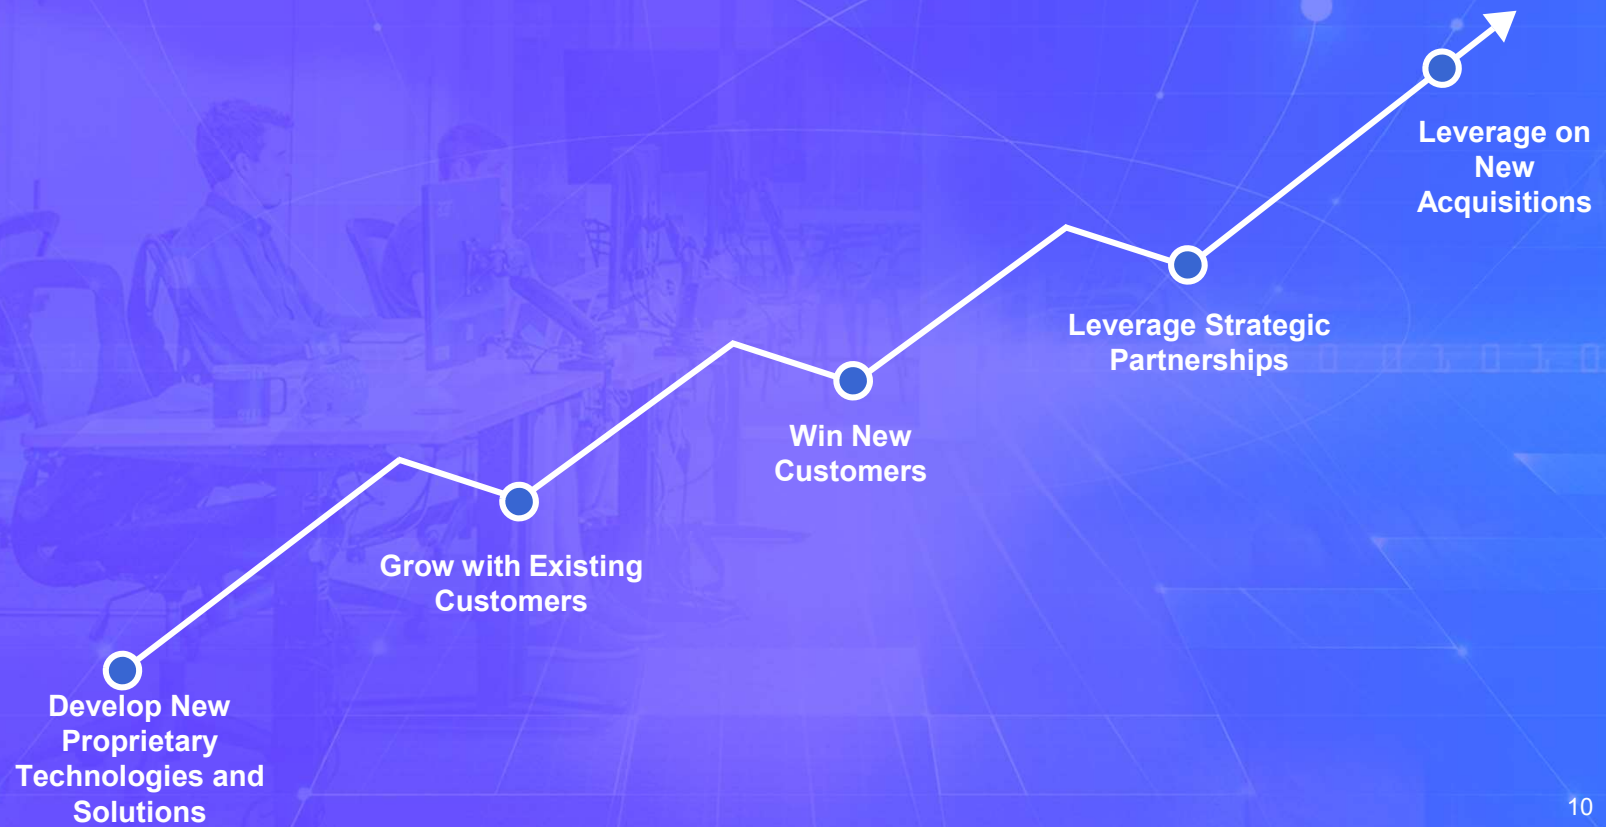 Leverage on
New
Acquisitions
Leverage Strategic
Partnerships
Win New
Customers
Grow with Existing
Customers
Develop New
Proprietary
Technologies and
Solutions
10